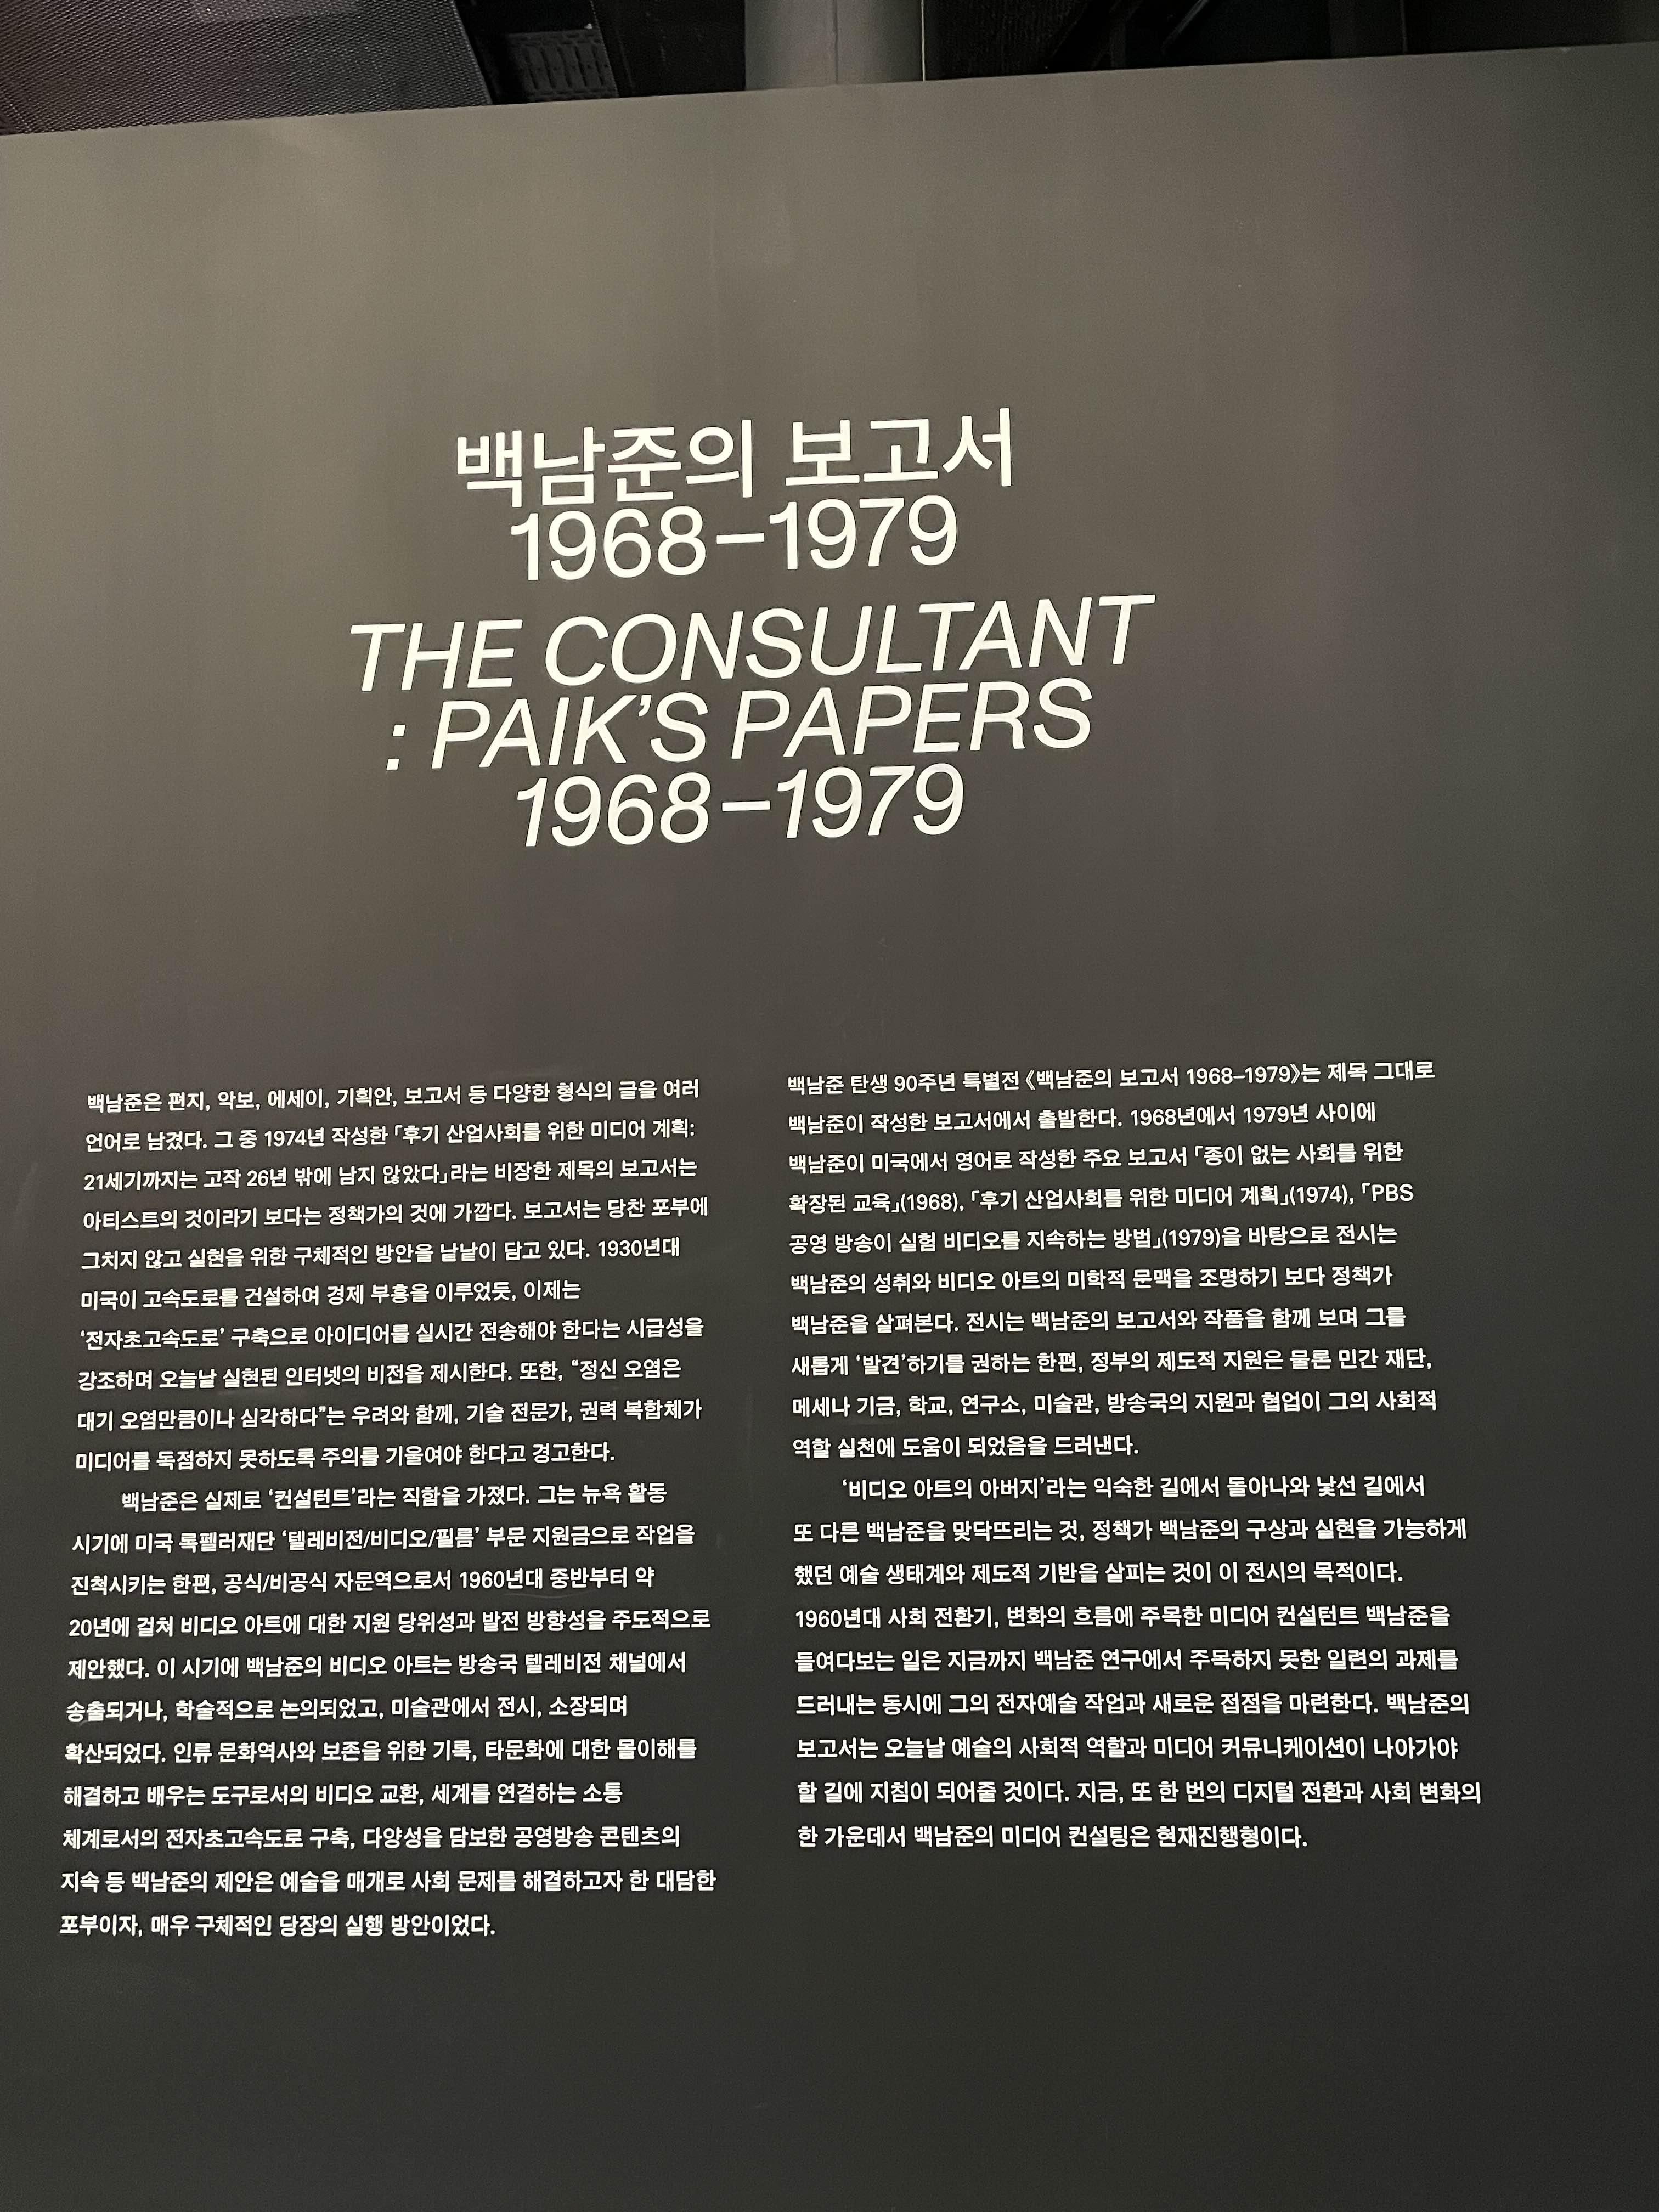 백남준의 보고서
1968–1979
THE CONSULTANT
: PAIK’S PAPERS
1968–1979
백남준은 편지, 악보, 에세이, 기획안, 보고서 등 다양한 형식의 글을 여러
언어로 남겼다. 그 중 1974년 작성한 「후기 산업사회를 위한 미디어 계획:
21세기까지는 고작 26년 밖에 남지 않았다」라는 비장한 제목의 보고서는
아티스트의 것이라기 보다는 정책가의 것에 가깝다. 보고서는 당찬 포부에
그치지 않고 실현을 위한 구체적인 방안을 낱낱이 담고 있다. 1930년대
미국이 고속도로를 건설하여 경제 부흥을 이루었듯, 이제는
‘전자초고속도로’ 구축으로 아이디어를 실시간 전송해야 한다는 시급성을
강조하며 오늘날 실현된 인터넷의 비전을 제시한다. 또한, “정신 오염은
대기 오염만큼이나 심각하다”는 우려와 함께, 기술 전문가, 권력 복합체가
미디어를 독점하지 못하도록 주의를 기울여야 한다고 경고한다.
백남준은 실제로 ‘컨설턴트’라는 직함을 가졌다. 그는 뉴욕 활동
시기에 미국 록펠러재단 ‘텔레비전/비디오/필름’ 부문 지원금으로 작업을
진척시키는 한편, 공식/비공식 자문역으로서 1960년대 중반부터 약
20년에 걸쳐 비디오 아트에 대한 지원 당위성과 발전 방향성을 주도적으로
제안했다. 이 시기에 백남준의 비디오 아트는 방송국 텔레비전 채널에서
송출되거나, 학술적으로 논의되었고, 미술관에서 전시, 소장되며
확산되었다. 인류 문화역사와 보존을 위한 기록, 타문화에 대한 몰이해를
해결하고 배우는 도구로서의 비디오 교환, 세계를 연결하는 소통
체계로서의 전자초고속도로 구축, 다양성을 담보한 공영방송 콘텐츠의
지속 등 백남준의 제안은 예술을 매개로 사회 문제를 해결하고자 한 대담한
포부이자, 매우 구체적인 당장의 실행 방안이었다.
백남준 탄생 90주년 특별전 《백남준의 보고서 1968–1979》는 제목 그대로
백남준이 작성한 보고서에서 출발한다. 1968년에서 1979년 사이에
백남준이 미국에서 영어로 작성한 주요 보고서 「종이 없는 사회를 위한
확장된 교육」(1968), 「후기 산업사회를 위한 미디어 계획」(1974), 「PBS
공영 방송이 실험 비디오를 지속하는 방법」(1979)을 바탕으로 전시는
백남준의 성취와 비디오 아트의 미학적 문맥을 조명하기 보다 정책가
백남준을 살펴본다. 전시는 백남준의 보고서와 작품을 함께 보며 그를
새롭게 ‘발견’하기를 권하는 한편, 정부의 제도적 지원은 물론 민간 재단,
메세나 기금, 학교, 연구소, 미술관, 방송국의 지원과 협업이 그의 사회적
역할 실천에 도움이 되었음을 드러낸다.
‘비디오 아트의 아버지’라는 익숙한 길에서 돌아나와 낯선 길에서
또 다른 백남준을 맞닥뜨리는 것, 정책가 백남준의 구상과 실현을 가능하게
했던 예술 생태계와 제도적 기반을 살피는 것이 이 전시의 목적이다.
1960년대 사회 전환기, 변화의 흐름에 주목한 미디어 컨설턴트 백남준을
들여다보는 일은 지금까지 백남준 연구에서 주목하지 못한 일련의 과제를
드러내는 동시에 그의 전자예술 작업과 새로운 접점을 마련한다. 백남준의
보고서는 오늘날 예술의 사회적 역할과 미디어 커뮤니케이션이 나아가야
할 길에 지침이 되어줄 것이다. 지금, 또 한 번의 디지털 전환과 사회 변화의
한 가운데서 백남준의 미디어 컨설팅은 현재진행형이다.